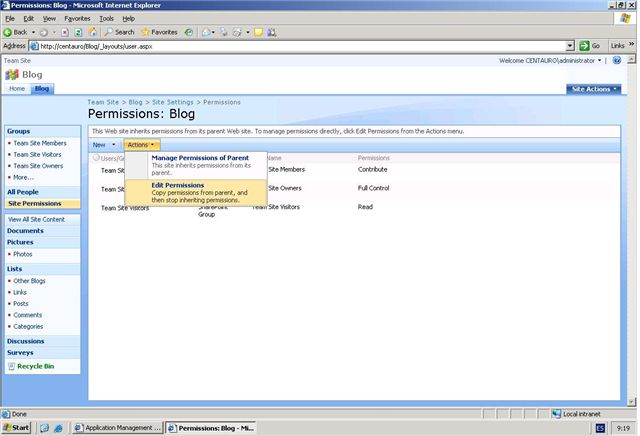 Permissions: Blog - Microsoft Internet Explorer
File Edit View Favorites Tools Help
Back Search Favorites
Address http://centauro/Blog/_layouts/user.aspx Go Links »
Team Site Welcome CENTAURO\administrator
Blog
Home Blog Site Actions
Team Site > Blog > Site Settings > Permissions
Permissions: Blog
This Web site inherits permissions from its parent Web site. To manage permissions directly, click Edit Permissions from the Actions menu.
New Actions
Manage Permissions of Parent
This site inherits permissions from its
parent.
Edit Permissions
Copy permissions from parent, and
then stop inheriting permissions.
Users/Gr Name Permissions
Team Sit e Site Members Contribute
Team Sit e Site Owners Full Control
Team Site Visitors SharePoint Team Site Visitors Read
Group
Groups
Team Site Members
Team Site Visitors
Team Site Owners
More...
All People
Site Permissions
View All Site Content
Documents
Pictures
Photos
Lists
Other Blogs
Links
Posts
Comments
Categories
Discussions
Surveys
Recycle Bin
Done Local intranet
Start Application Management ... Permissions: Blog - Mi... ES 9:19